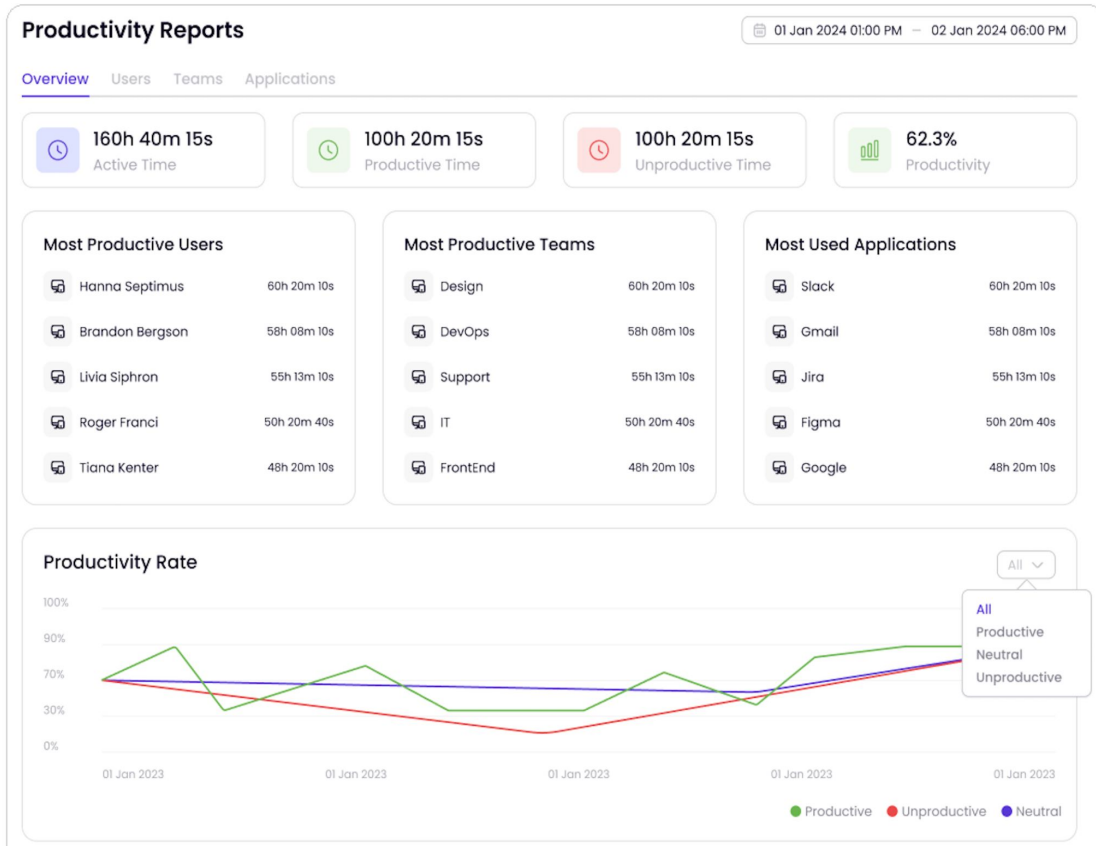 Productivity Reports
01 Jan 2024 01:00 PM – 02 Jan 2024 06:00 PM
Overview Users Teams Applications
160h 40m 15s
Active Time
100h 20m 15s
Productive Time
100h 20m 15s
Unproductive Time
62.3%
Productivity
Most Productive Users
Hanna Septimus 60h 20m 10s
Brandon Bergson 58h 08m 10s
Livia Siphron 55h 13m 10s
Roger Franci 50h 20m 40s
Tiana Kenter 48h 20m 10s
Most Productive Teams
Design 60h 20m 10s
DevOps 58h 08m 10s
Support 55h 13m 10s
IT 50h 20m 40s
FrontEnd 48h 20m 10s
Most Used Applications
Slack 60h 20m 10s
Gmail 58h 08m 10s
Jira 55h 13m 10s
Figma 50h 20m 40s
Google 48h 20m 10s
Productivity Rate
All
All
Productive
Neutral
Unproductive
100%
90%
70%
30%
0%
01 Jan 2023 01 Jan 2023 01 Jan 2023 01 Jan 2023 01 Jan 2023
Productive Unproductive Neutral